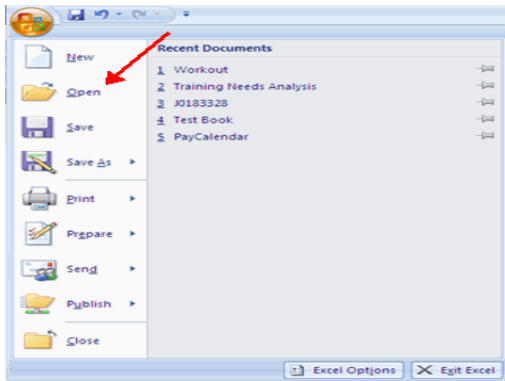 New
Open
Save
Save As
Print
Prepare
Send
Publish
Close
Recent Documents
1 Workout
2 Training Needs Analysis
3 J0183328
4 Test Book
5 PayCalendar
Excel Options
Exit Excel